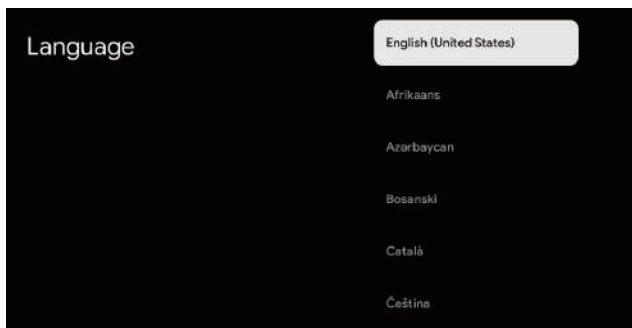 Language
English (United States)
Afrikaans
Azərbaycan
Bosanski
Català
Čeština